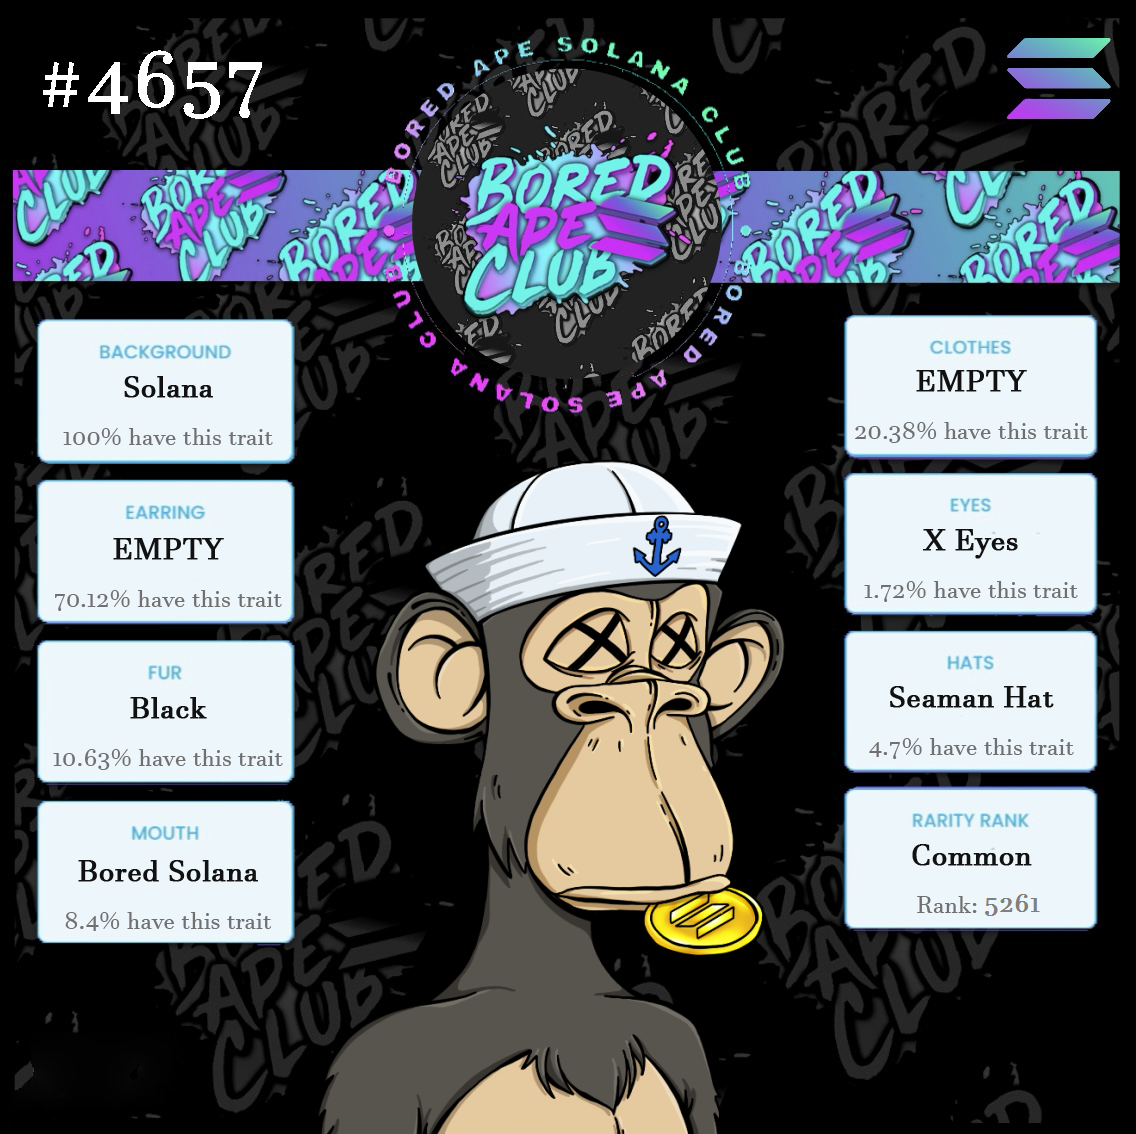 #4657
BORED APE SOLANA CLUB
BORED APE SOLANA CLUB
BORED
APE
CLUB
BACKGROUND
Solana
100% have this trait
EARRING
EMPTY
70.12% have this trait
FUR
Black
10.63% have this trait
MOUTH
Bored Solana
8.4% have this trait
CLOTHES
EMPTY
20.38% have this trait
EYES
X Eyes
1.72% have this trait
HATS
Seaman Hat
4.7% have this trait
RARITY RANK
Common
Rank: 5261